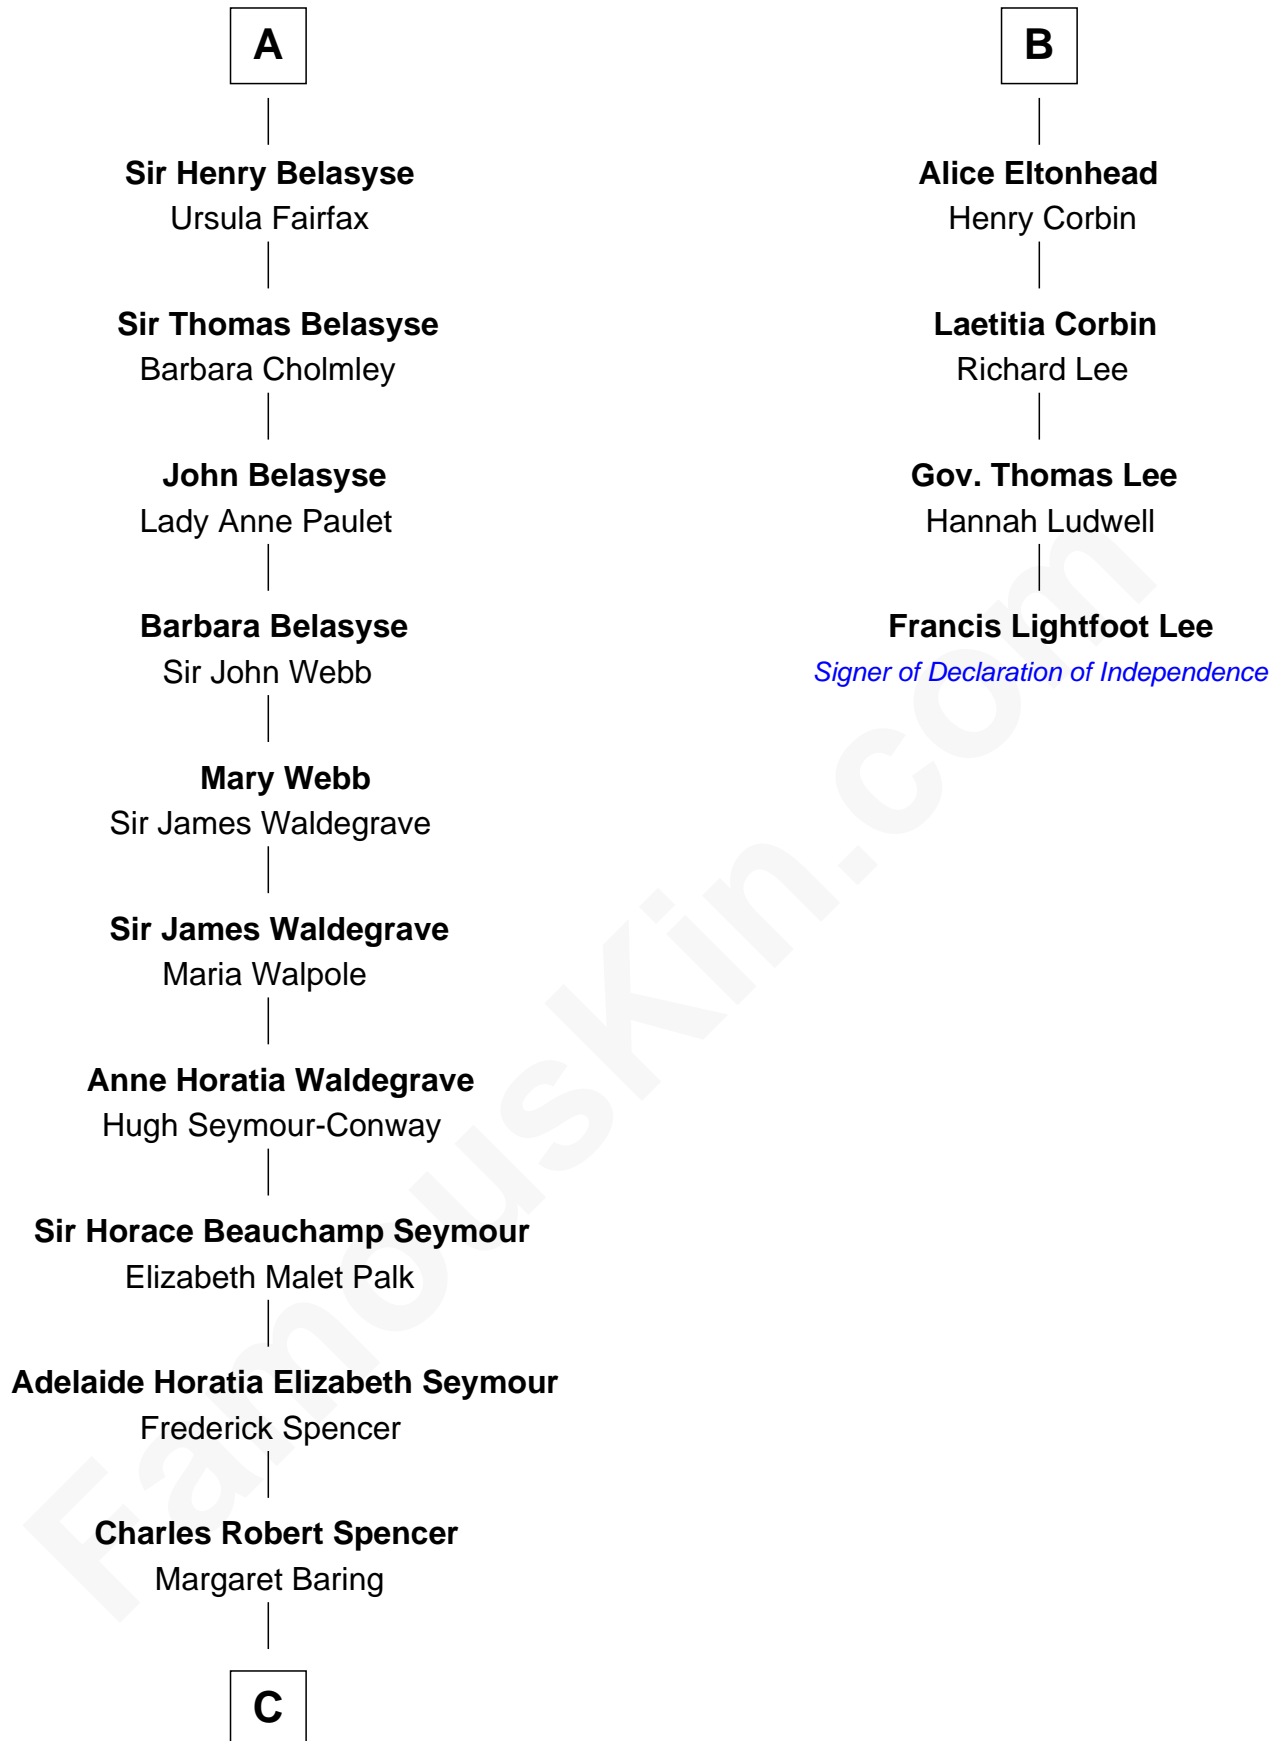 A
Sir Henry Belasyse
Ursula Fairfax
Sir Thomas Belasyse
Barbara Cholmley
John Belasyse
Lady Anne Paulet
Barbara Belasyse
Sir John Webb
Mary Webb
Sir James Waldegrave
Sir James Waldegrave
Maria Walpole
Anne Horatia Waldegrave
Hugh Seymour-Conway
Sir Horace Beauchamp Seymour
Elizabeth Malet Palk
Adelaide Horatia Elizabeth Seymour
Frederick Spencer
Charles Robert Spencer
Margaret Baring
C
B
Alice Eltonhead
Henry Corbin
Laetitia Corbin
Richard Lee
Gov. Thomas Lee
Hannah Ludwell
Francis Lightfoot Lee
Signer of Declaration of Independence
FamousKin.com